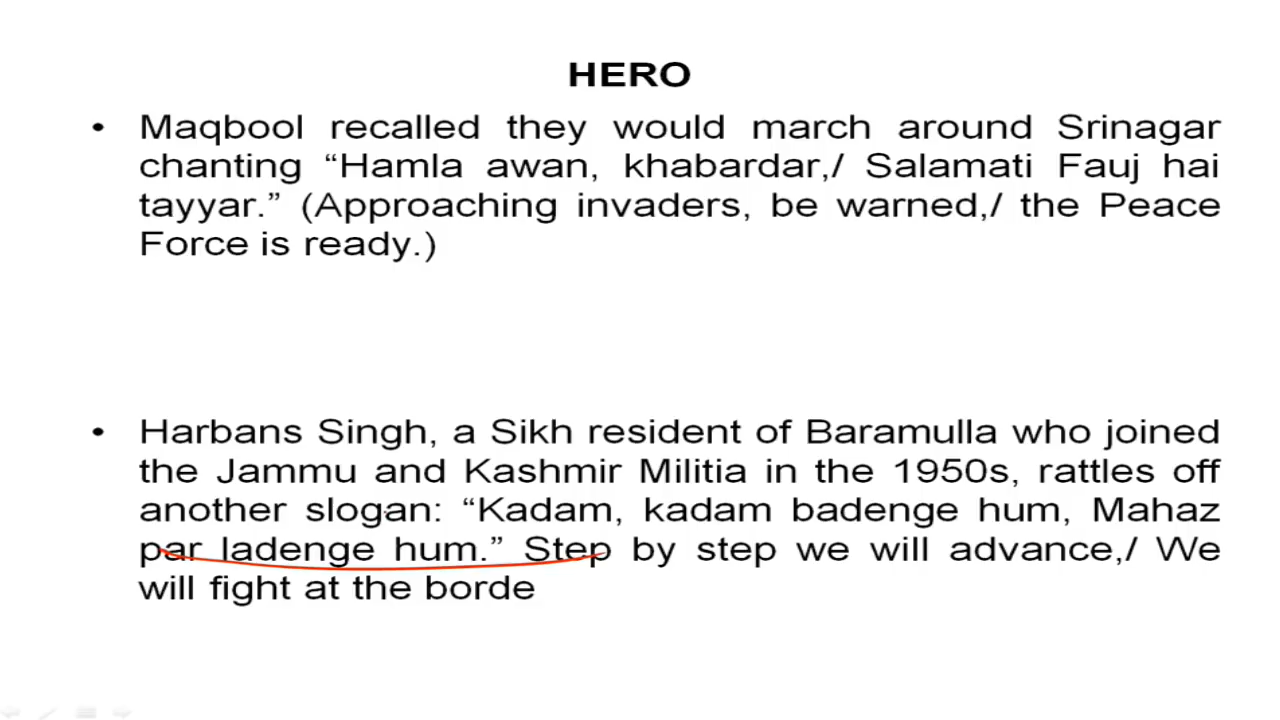 HERO
• Maqbool recalled they would march around Srinagar
chanting “Hamla awan, khabardar,/ Salamati Fauj hai
tayyar.” (Approaching invaders, be warned,/ the Peace
Force is ready.)
• Harbans Singh, a Sikh resident of Baramulla who joined
the Jammu and Kashmir Militia in the 1950s, rattles off
another slogan: “Kadam, kadam badenge hum, Mahaz
par ladenge hum.” Step by step we will advance,/ We
will fight at the borde